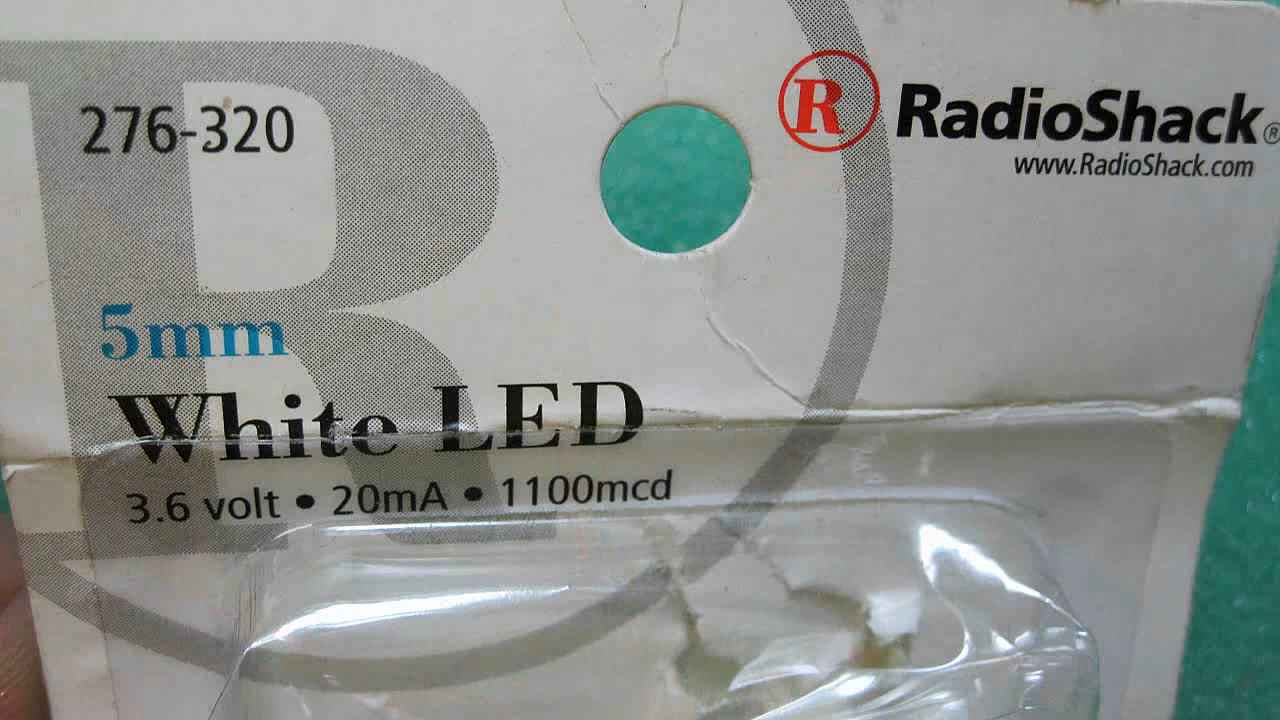 276-320
R RadioShack®
www.RadioShack.com
5mm
White LED
3.6 volt • 20mA • 1100mcd